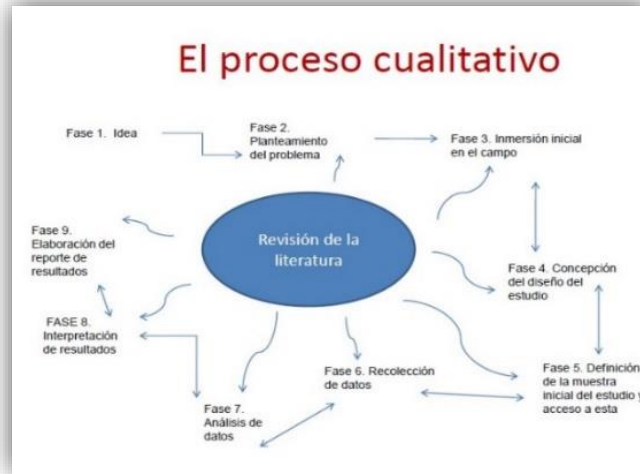 El proceso cualitativo
Fase 1. Idea
Fase 2.
Planteamiento
del problema
Fase 3. Inmersión inicial
en el campo
Revisión de la
literatura
Fase 4. Concepción
del diseño del
estudio
Fase 5. Definición
de la muestra
inicial del estudio y
acceso a esta
Fase 6. Recolección
de datos
Fase 7.
Análisis de
datos
FASE 8.
Interpretación
de resultados
Fase 9.
Elaboración del
reporte de
resultados